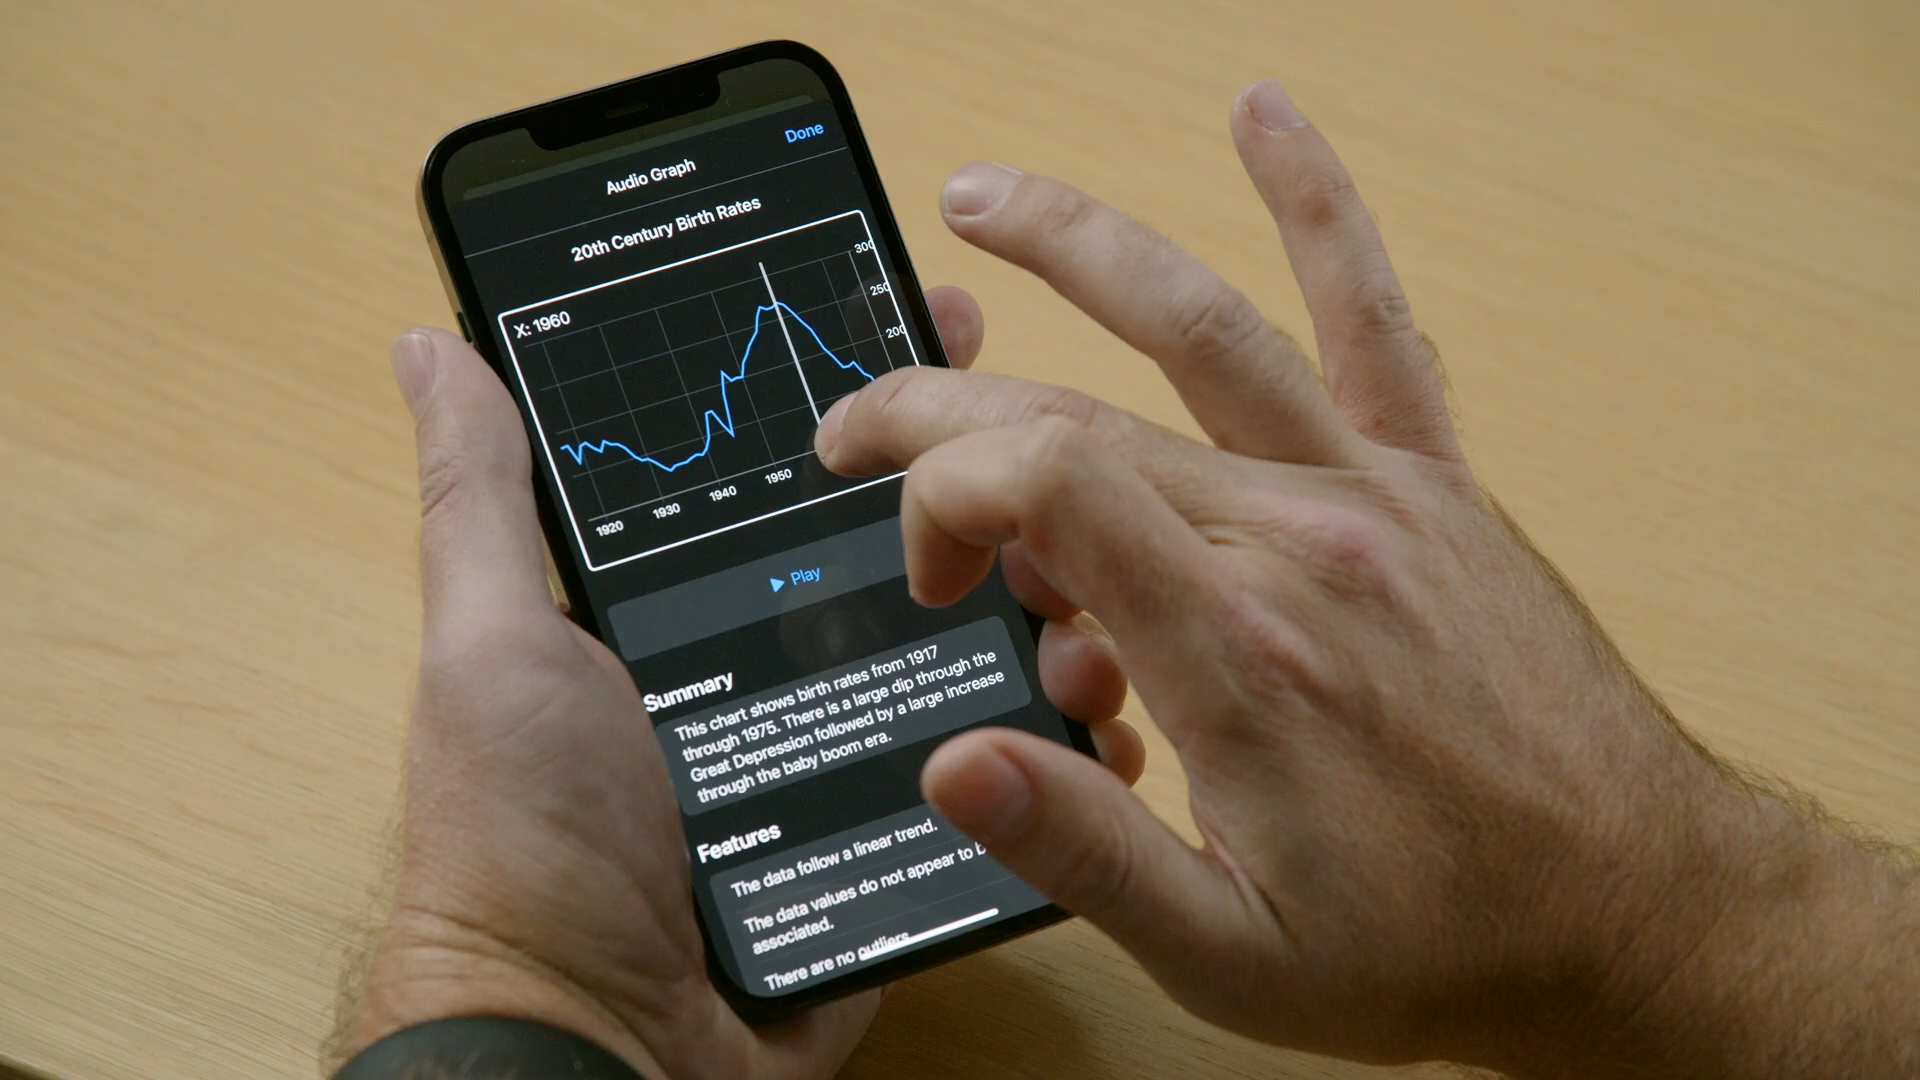 Done
Audio Graph
20th Century Birth Rates
X: 1960
300
250
200
1920 1930 1940 1950
Play
Summary
This chart shows birth rates from 1917
through 1975. There is a large dip through the
Great Depression followed by a large increase
through the baby boom era.
Features
The data follow a linear trend.
The data values do not appear to
associated.
There are no outliers